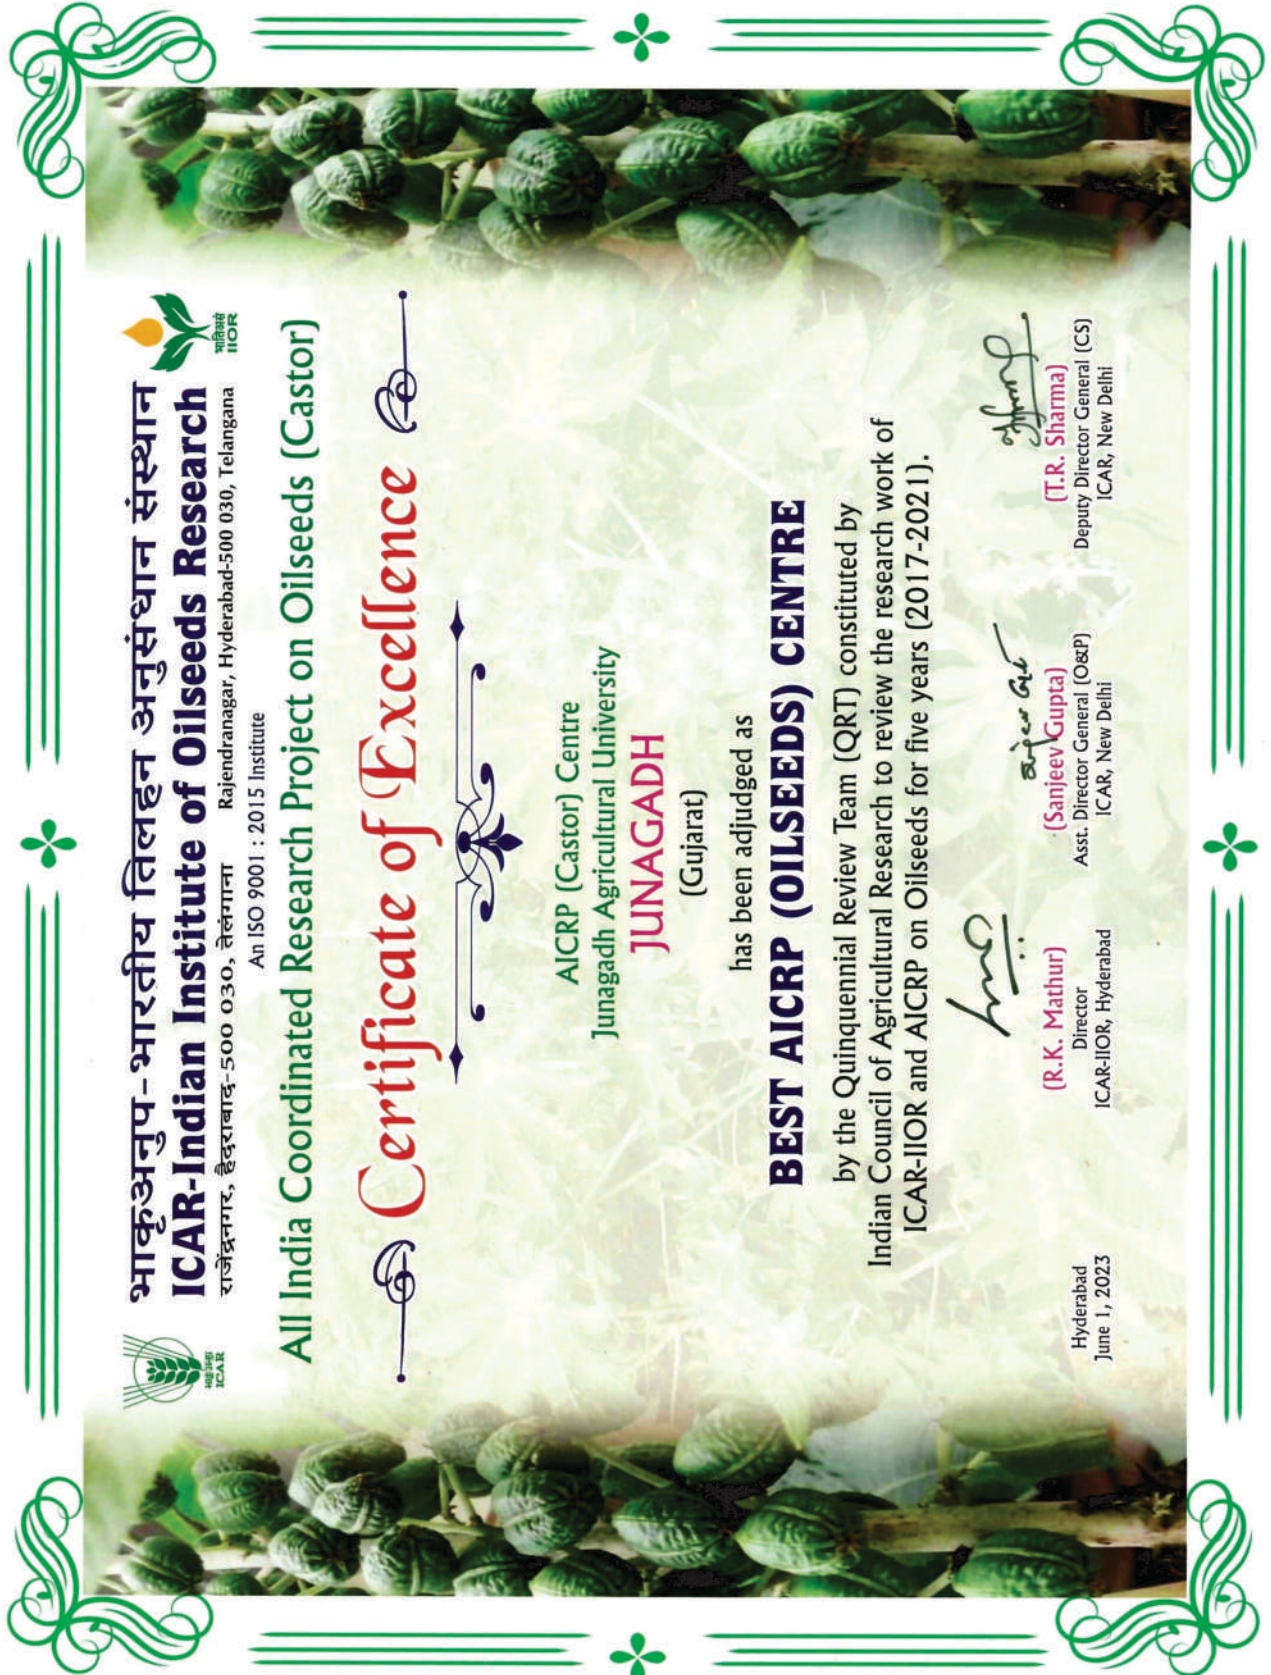 भाकृअनुप-भारतीय तिलहन अनुसंधान संस्थान
ICAR-Indian Institute of Oilseeds Research
राजेंद्रनगर, हैदराबाद-500 030, तेलंगाना Rajendranagar, Hyderabad-500 030, Telangana
An ISO 9001 : 2015 Institute
भाकृअनुप
ICAR
भातिअसं
IIOR
All India Coordinated Research Project on Oilseeds (Castor)
Certificate of Excellence
AICRP (Castor) Centre
Junagadh Agricultural University
JUNAGADH
(Gujarat)
has been adjudged as
BEST AICRP (OILSEEDS) CENTRE
by the Quinquennial Review Team (QRT) constituted by
Indian Council of Agricultural Research to review the research work of
ICAR-IIOR and AICRP on Oilseeds for five years (2017-2021).
Hyderabad
June 1, 2023
(R.K. Mathur)
Director
ICAR-IIOR, Hyderabad
(Sanjeev Gupta)
Asst. Director General (O&P)
ICAR, New Delhi
(T.R. Sharma)
Deputy Director General (CS)
ICAR, New Delhi